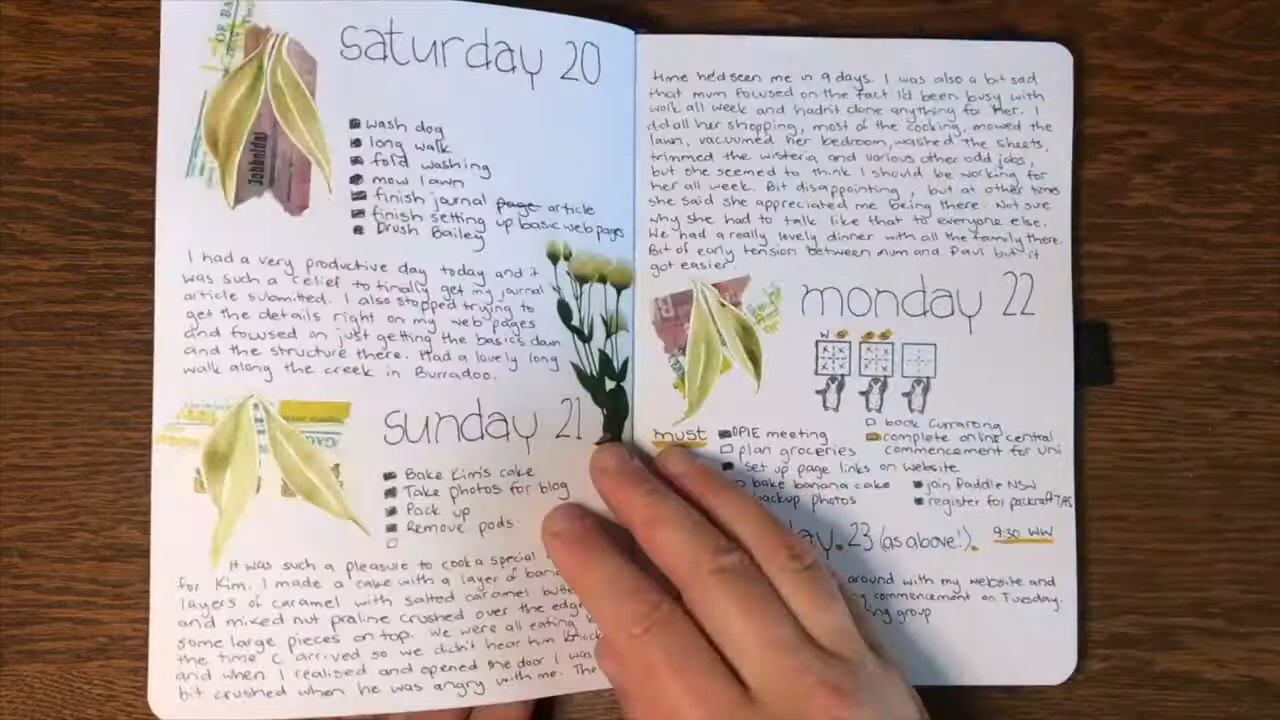 saturday 20
wash dog
long walk
fold washing
mow lawn
finish journal page article
finish setting up basic web pages
Brush Bailey
I had a very productive day today and it
was such a relief to finally get my journal
article submitted. I also stopped trying to
get the details right on my web pages
and focused on just getting the basics down
and the structure there. Had a lovely long
walk along the creek in Burradoo.
sunday 21
Bake Kim's cake
Take photos for blog
Pack up
Remove pods
It was such a pleasure to cook a special
for Kim. I made a cake with a layer of
layers of caramel with salted caramel
and mixed nut praline crushed over the edge
some large pieces on top. We were all eating
the time C arrived so we didn't hear him knock
and when I realised and opened the door I was
bit crushed when he was angry with me. The
time he'd seen me in 9 days. I was also a bit sad
that mum focused on the fact I'd been busy with
work all week and hadn't done anything for her. I
did all her shopping, most of the cooking, mowed the
lawn, vacuumed her bedroom, washed the sheets,
trimmed the wisteria and various other odd jobs,
but she seemed to think I should be working for
her all week. Bit disappointing, but at other times
she said she appreciated me being there. Not sure
why she had to talk like that to everyone else.
We had a really lovely dinner with all the family there.
Bit of early tension between mum and Paul but it
got easier.
monday 22
W
must
OPIE meeting
plan groceries
set up page links on website
bake banana cake
backup photos
book Currarong
complete online central
commencement for uni
join Paddle NSW
register for packraft TAS
day. 23 (as above!). 9:30 WW
around with my website and
commencement on Tuesday.
group
Jobholder